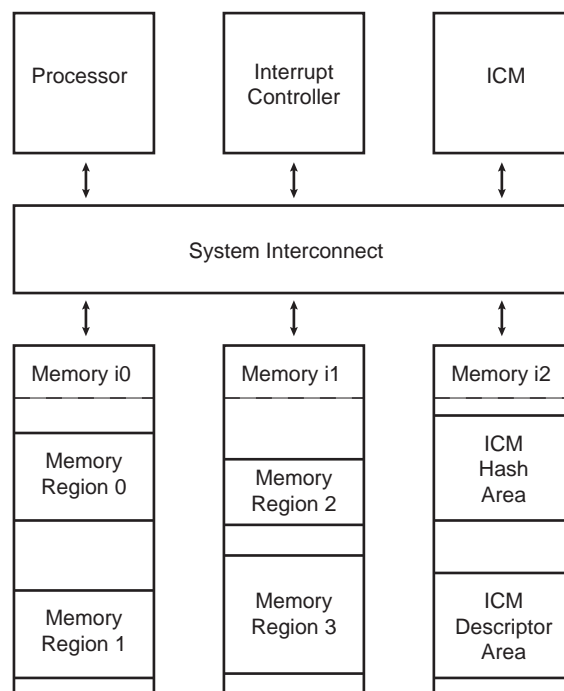 Processor
Interrupt
Controller
ICM
System Interconnect
Memory i0
Memory i1
Memory i2
Memory
Region 0
Memory
Region 2
ICM
Hash
Area
Memory
Region 1
Memory
Region 3
ICM
Descriptor
Area